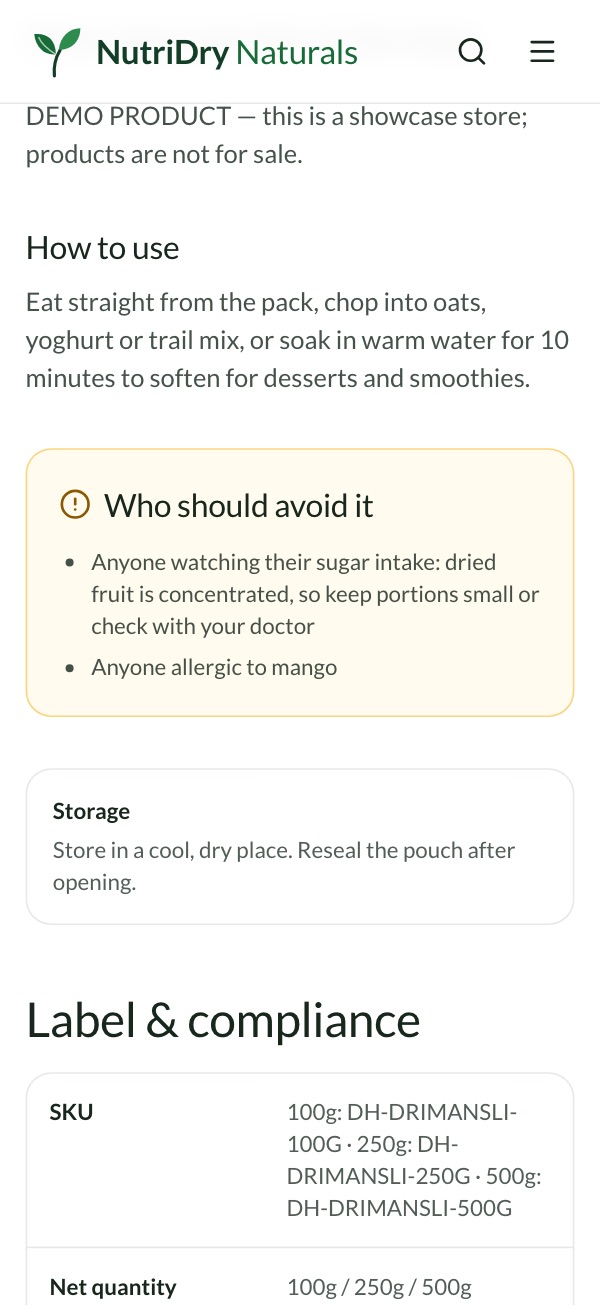 NutriDry Naturals
DEMO PRODUCT — this is a showcase store;
products are not for sale.
How to use
Eat straight from the pack, chop into oats,
yoghurt or trail mix, or soak in warm water for 10
minutes to soften for desserts and smoothies.
Who should avoid it
• Anyone watching their sugar intake: dried
fruit is concentrated, so keep portions small or
check with your doctor
• Anyone allergic to mango
Storage
Store in a cool, dry place. Reseal the pouch after
opening.
Label & compliance
SKU
100g: DH-DRIMANSLI-
100G · 250g: DH-
DRIMANSLI-250G · 500g:
DH-DRIMANSLI-500G
Net quantity
100g / 250g / 500g